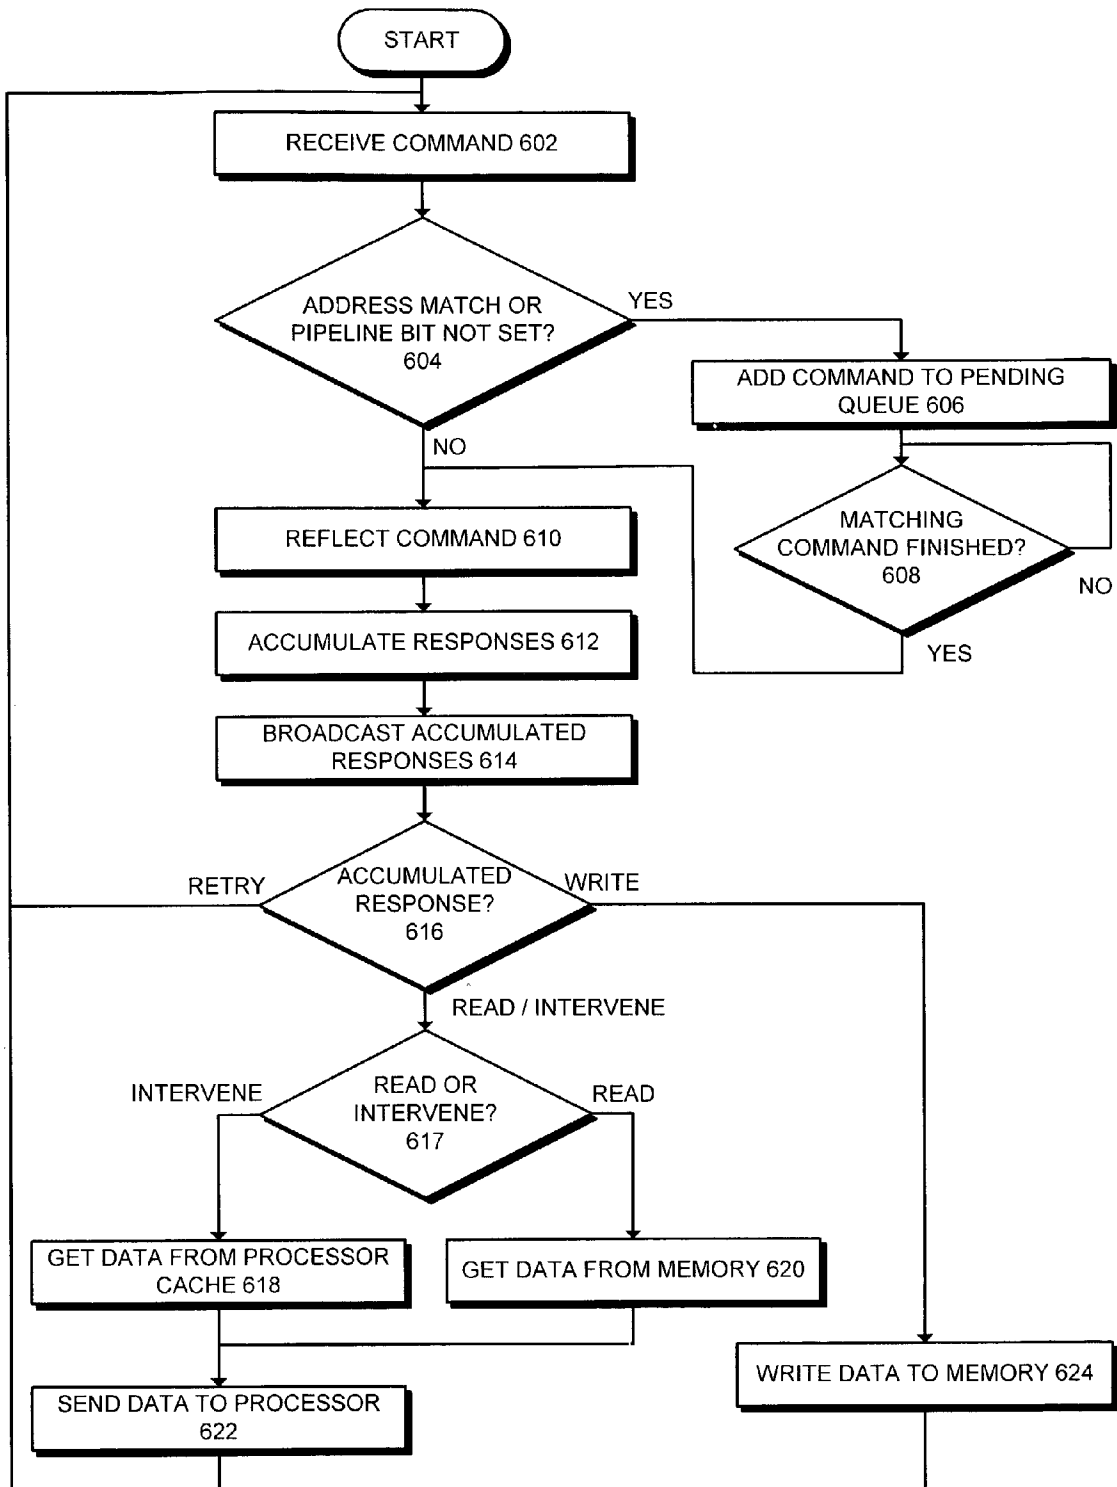 START
RECEIVE COMMAND 602
ADDRESS MATCH OR
PIPELINE BIT NOT SET?
604
YES
ADD COMMAND TO PENDING
QUEUE 606
NO
MATCHING
COMMAND FINISHED?
608
NO
YES
REFLECT COMMAND 610
ACCUMULATE RESPONSES 612
BROADCAST ACCUMULATED
RESPONSES 614
RETRY
ACCUMULATED
RESPONSE?
616
WRITE
READ / INTERVENE
INTERVENE
READ OR
INTERVENE?
617
READ
GET DATA FROM PROCESSOR
CACHE 618
GET DATA FROM MEMORY 620
WRITE DATA TO MEMORY 624
SEND DATA TO PROCESSOR
622